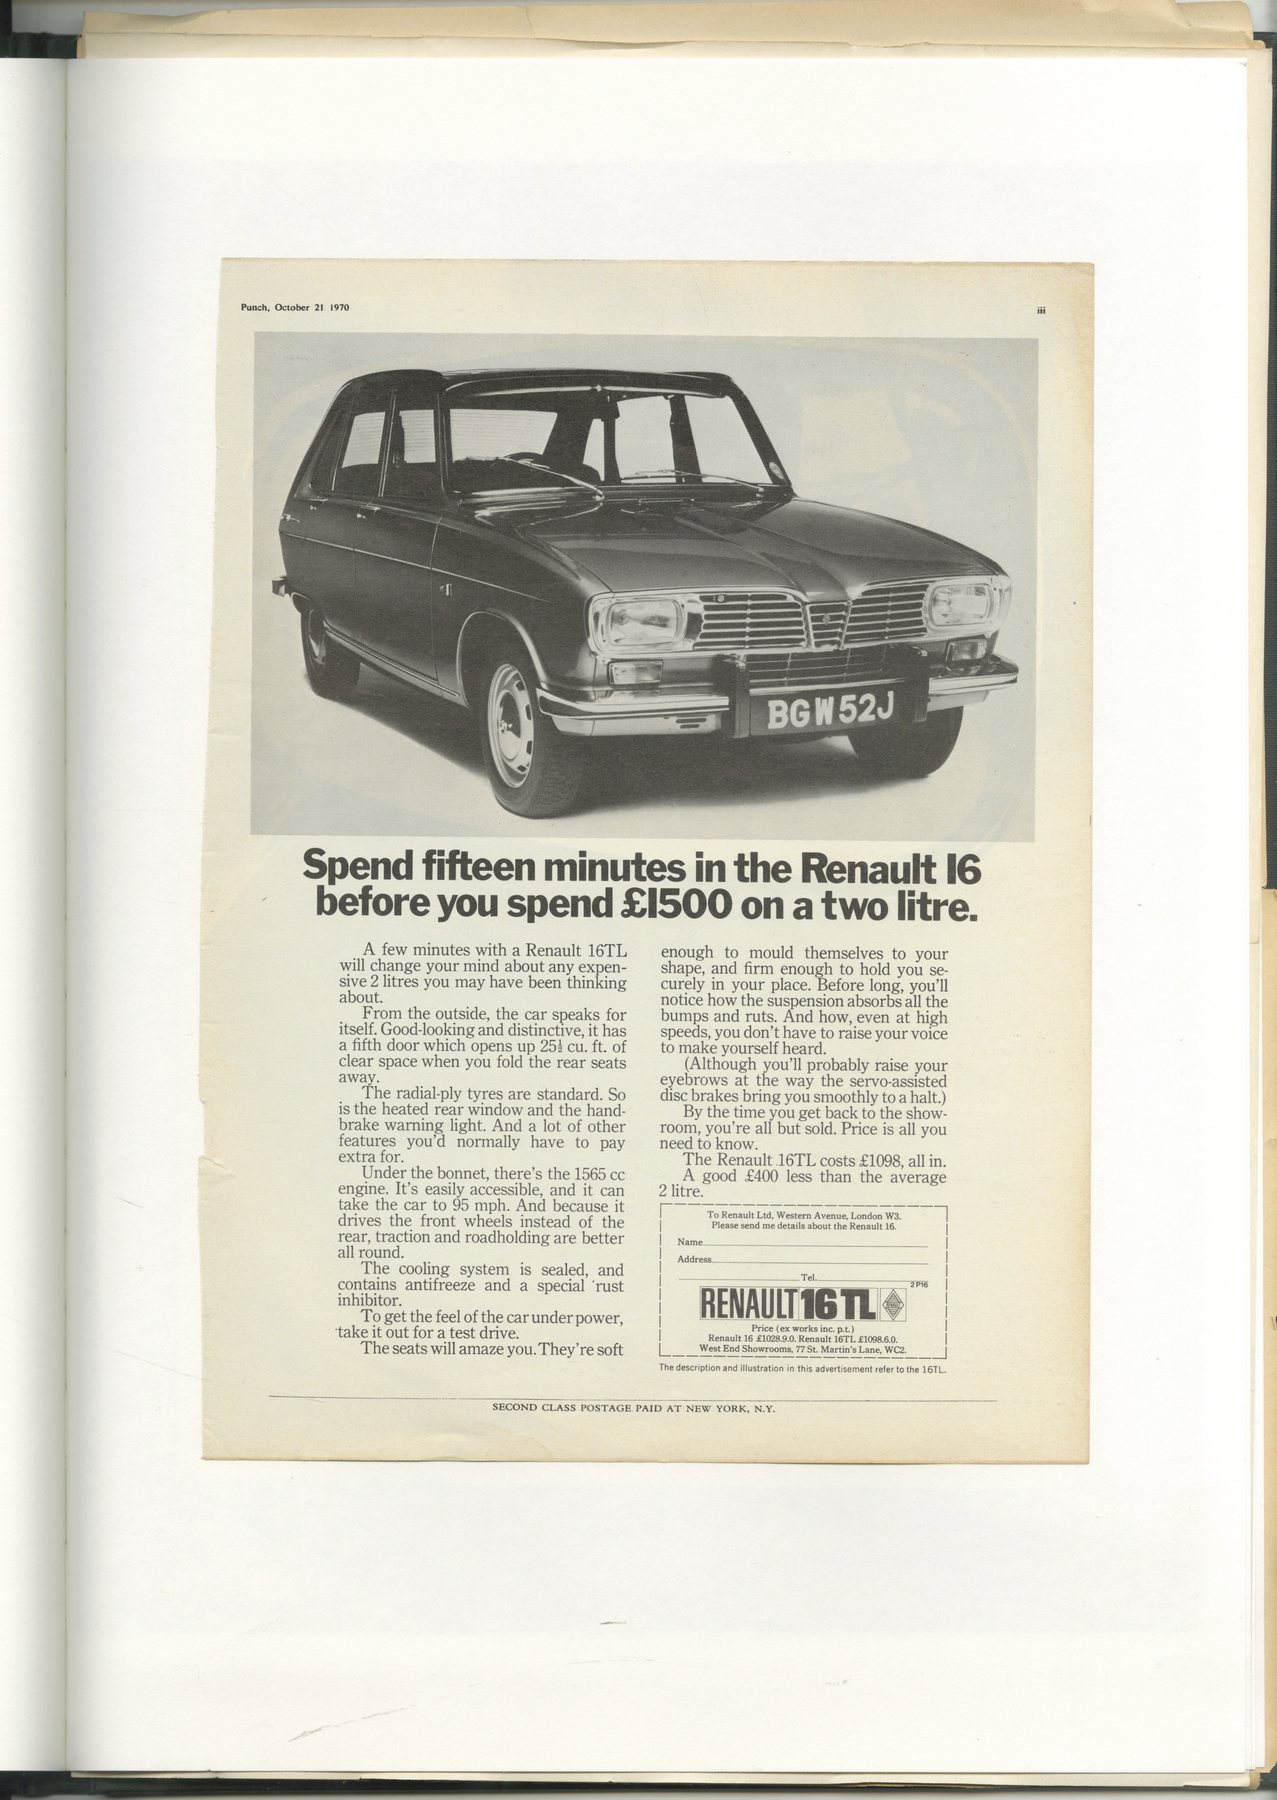 Punch, October 21 1970
iii
BGW 52J
Spend fifteen minutes in the Renault 16
before you spend £1500 on a two litre.
A few minutes with a Renault 16TL
will change your mind about any expen-
sive 2 litres you may have been thinking
about.
From the outside, the car speaks for
itself. Good-looking and distinctive, it has
a fifth door which opens up 25½ cu. ft. of
clear space when you fold the rear seats
away.
The radial-ply tyres are standard. So
is the heated rear window and the hand-
brake warning light. And a lot of other
features you'd normally have to pay
extra for.
Under the bonnet, there's the 1565 cc
engine. It's easily accessible, and it can
take the car to 95 mph. And because it
drives the front wheels instead of the
rear, traction and roadholding are better
all round.
The cooling system is sealed, and
contains antifreeze and a special rust
inhibitor.
To get the feel of the car under power,
take it out for a test drive.
The seats will amaze you. They're soft
enough to mould themselves to your
shape, and firm enough to hold you se-
curely in your place. Before long, you'll
notice how the suspension absorbs all the
bumps and ruts. And how, even at high
speeds, you don't have to raise your voice
to make yourself heard.
(Although you'll probably raise your
eyebrows at the way the servo-assisted
disc brakes bring you smoothly to a halt.)
By the time you get back to the show-
room, you're all but sold. Price is all you
need to know.
The Renault 16TL costs £1098, all in.
A good £400 less than the average
2 litre.
To Renault Ltd, Western Avenue, London W3.
Please send me details about the Renault 16.
Name
Address
Tel.
2 P16
RENAULT 16 TL
Price (ex works inc. p.t.)
Renault 16 £1028.9.0. Renault 16TL £1098.6.0.
West End Showrooms, 77 St. Martin's Lane, WC2.
The description and illustration in this advertisement refer to the 16TL.
SECOND CLASS POSTAGE PAID AT NEW YORK, N.Y.